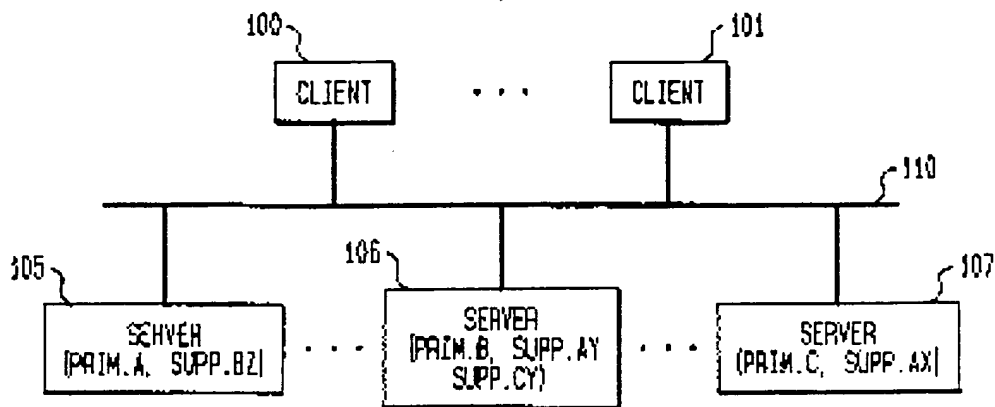 100
101
CLIENT
. . .
CLIENT
110
105
106
107
SERVER
(PRIM.A, SUPP.BZ)
. . . .
SERVER
(PRIM.B, SUPP.AY
SUPP.CY)
. . . .
SERVER
(PRIM.C, SUPP.AX)